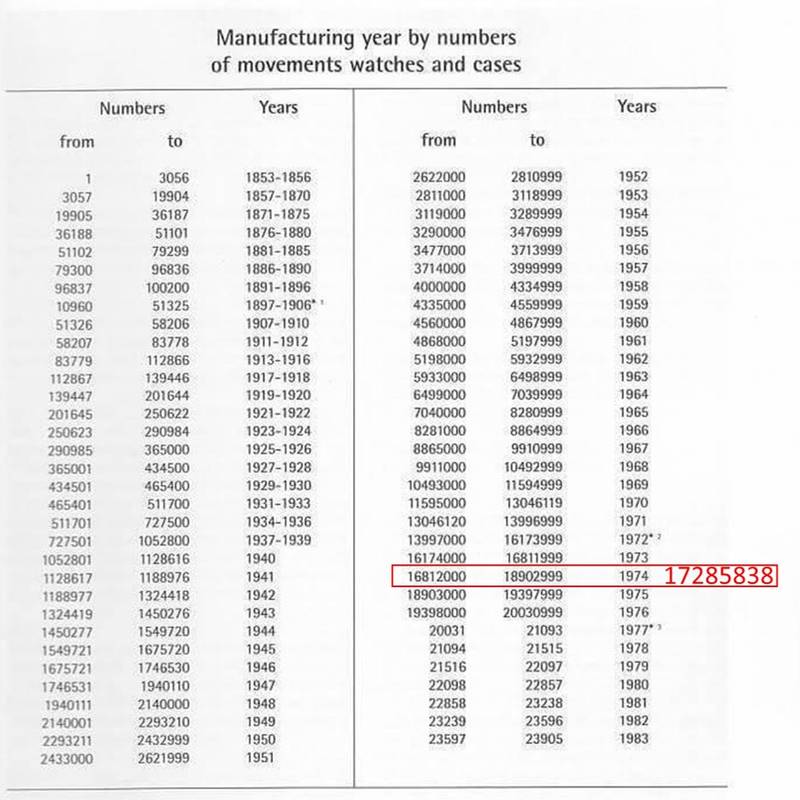 Manufacturing year by numbers
of movements watches and cases
Numbers Years
from to
1 3056 1853-1856
3057 19904 1857-1870
19905 36187 1871-1875
36188 51101 1876-1880
51102 79299 1881-1885
79300 96836 1886-1890
96837 100200 1891-1896
10960 51325 1897-1906* 1
51326 58206 1907-1910
58207 83778 1911-1912
83779 112866 1913-1916
112867 139446 1917-1918
139447 201644 1919-1920
201645 250622 1921-1922
250623 290984 1923-1924
290985 365000 1925-1926
365001 434500 1927-1928
434501 465400 1929-1930
465401 511700 1931-1933
511701 727500 1934-1936
727501 1052800 1937-1939
1052801 1128616 1940
1128617 1188976 1941
1188977 1324418 1942
1324419 1450276 1943
1450277 1549720 1944
1549721 1675720 1945
1675721 1746530 1946
1746531 1940110 1947
1940111 2140000 1948
2140001 2293210 1949
2293211 2432999 1950
2433000 2621999 1951
Numbers Years
from to
2622000 2810999 1952
2811000 3118999 1953
3119000 3289999 1954
3290000 3476999 1955
3477000 3713999 1956
3714000 3999999 1957
4000000 4334999 1958
4335000 4559999 1959
4560000 4867999 1960
4868000 5197999 1961
5198000 5932999 1962
5933000 6498999 1963
6499000 7039999 1964
7040000 8280999 1965
8281000 8864999 1966
8865000 9910999 1967
9911000 10492999 1968
10493000 11594999 1969
11595000 13046119 1970
13046120 13996999 1971
13997000 16173999 1972* 2
16174000 16811999 1973
16812000 18902999 1974 17285838
18903000 19397999 1975
19398000 20030999 1976
20031 21093 1977* 3
21094 21515 1978
21516 22097 1979
22098 22857 1980
22858 23238 1981
23239 23596 1982
23597 23905 1983